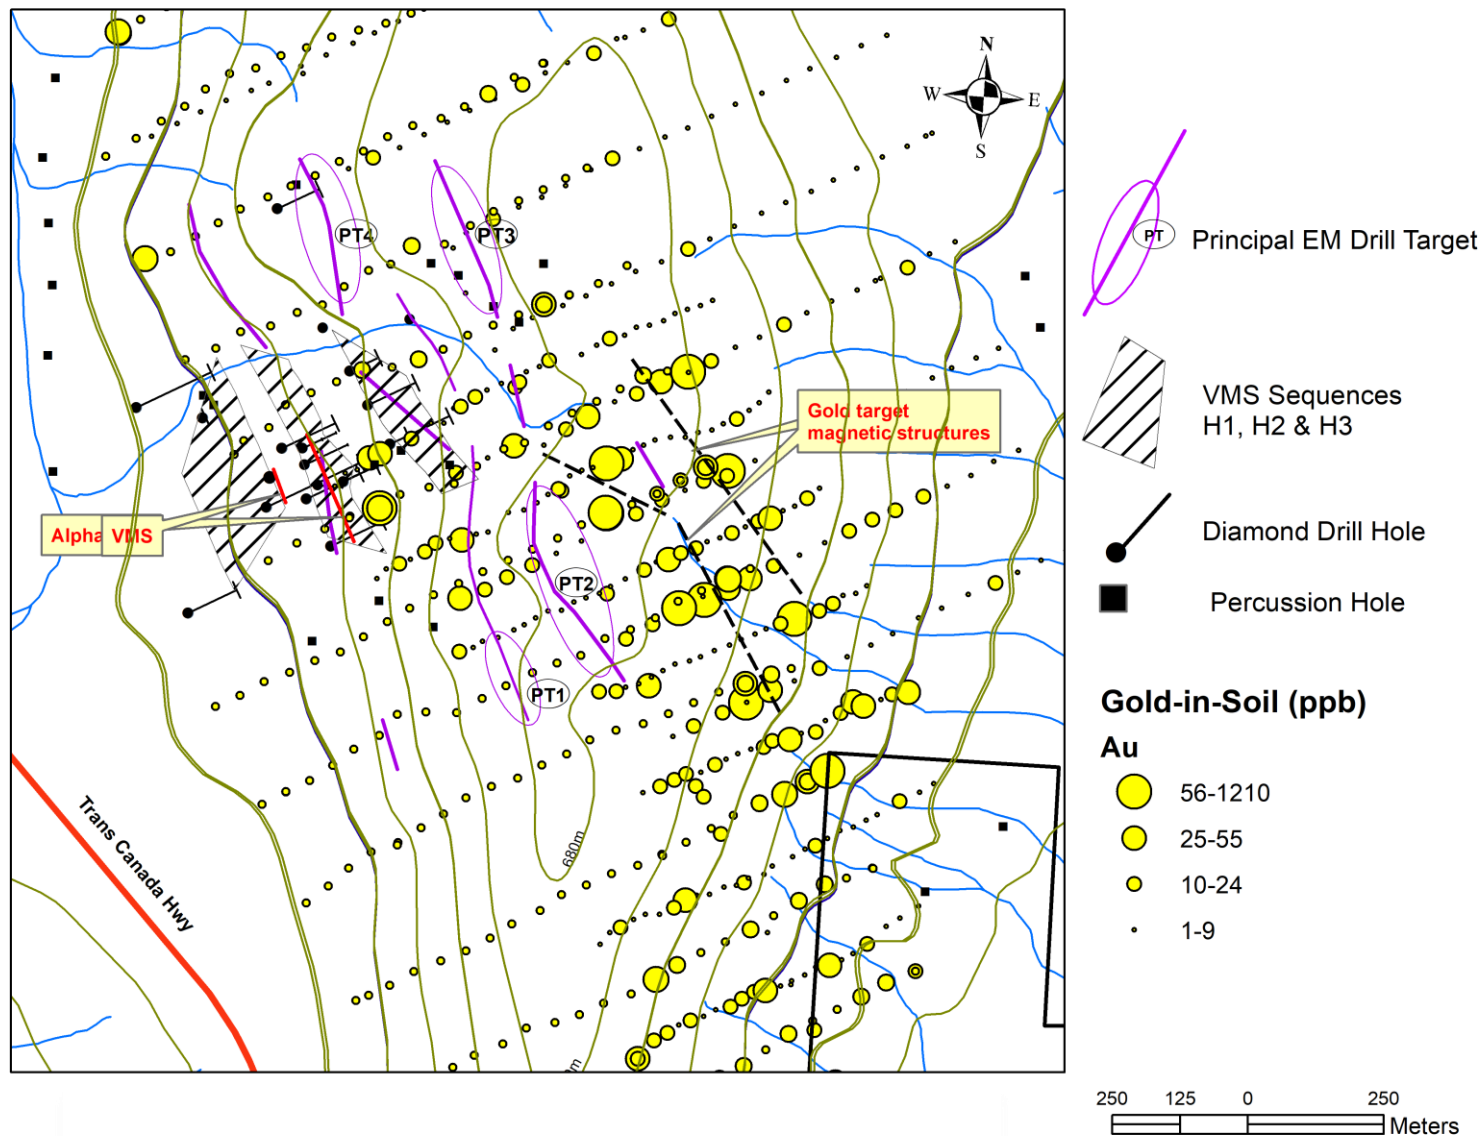 N
W
E
S
PT4
PT3
PT
Principal EM Drill Target
Gold target
magnetic structures
VMS Sequences
H1, H2 & H3
Alpha VMS
Diamond Drill Hole
PT2
Percussion Hole
PT1
Gold-in-Soil (ppb)
Au
56-1210
25-55
10-24
1-9
680m
Trans Canada Hwy
250 125 0 250
Meters